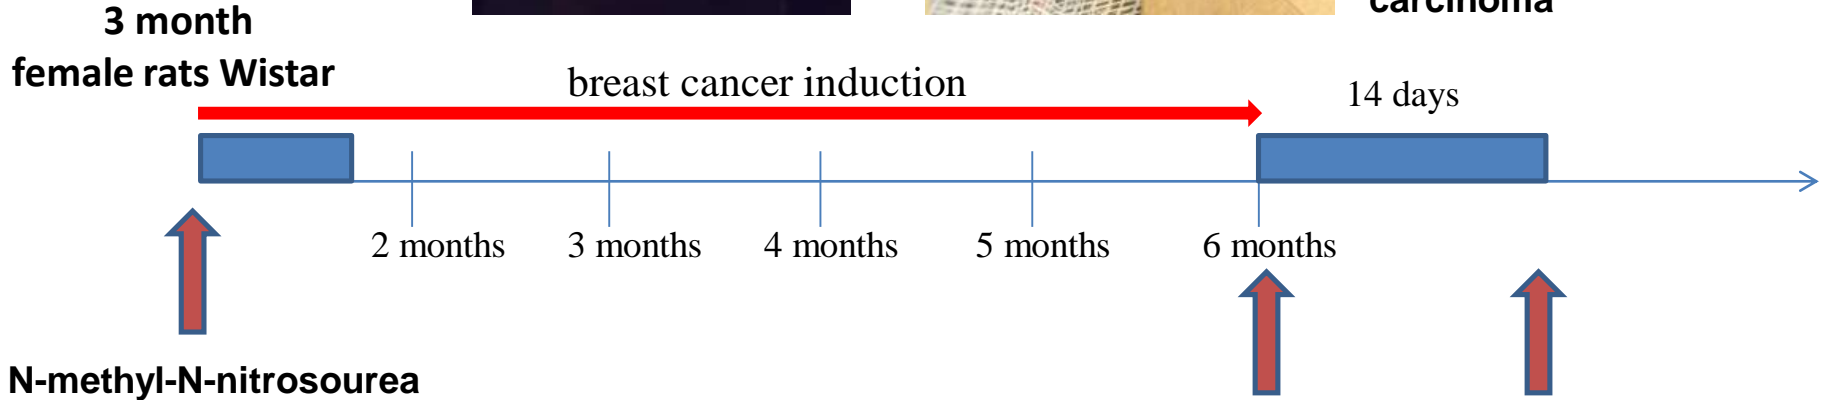 carcinoma
3 month
female rats Wistar
breast cancer induction
14 days
2 months
3 months
4 months
5 months
6 months
N-methyl-N-nitrosourea